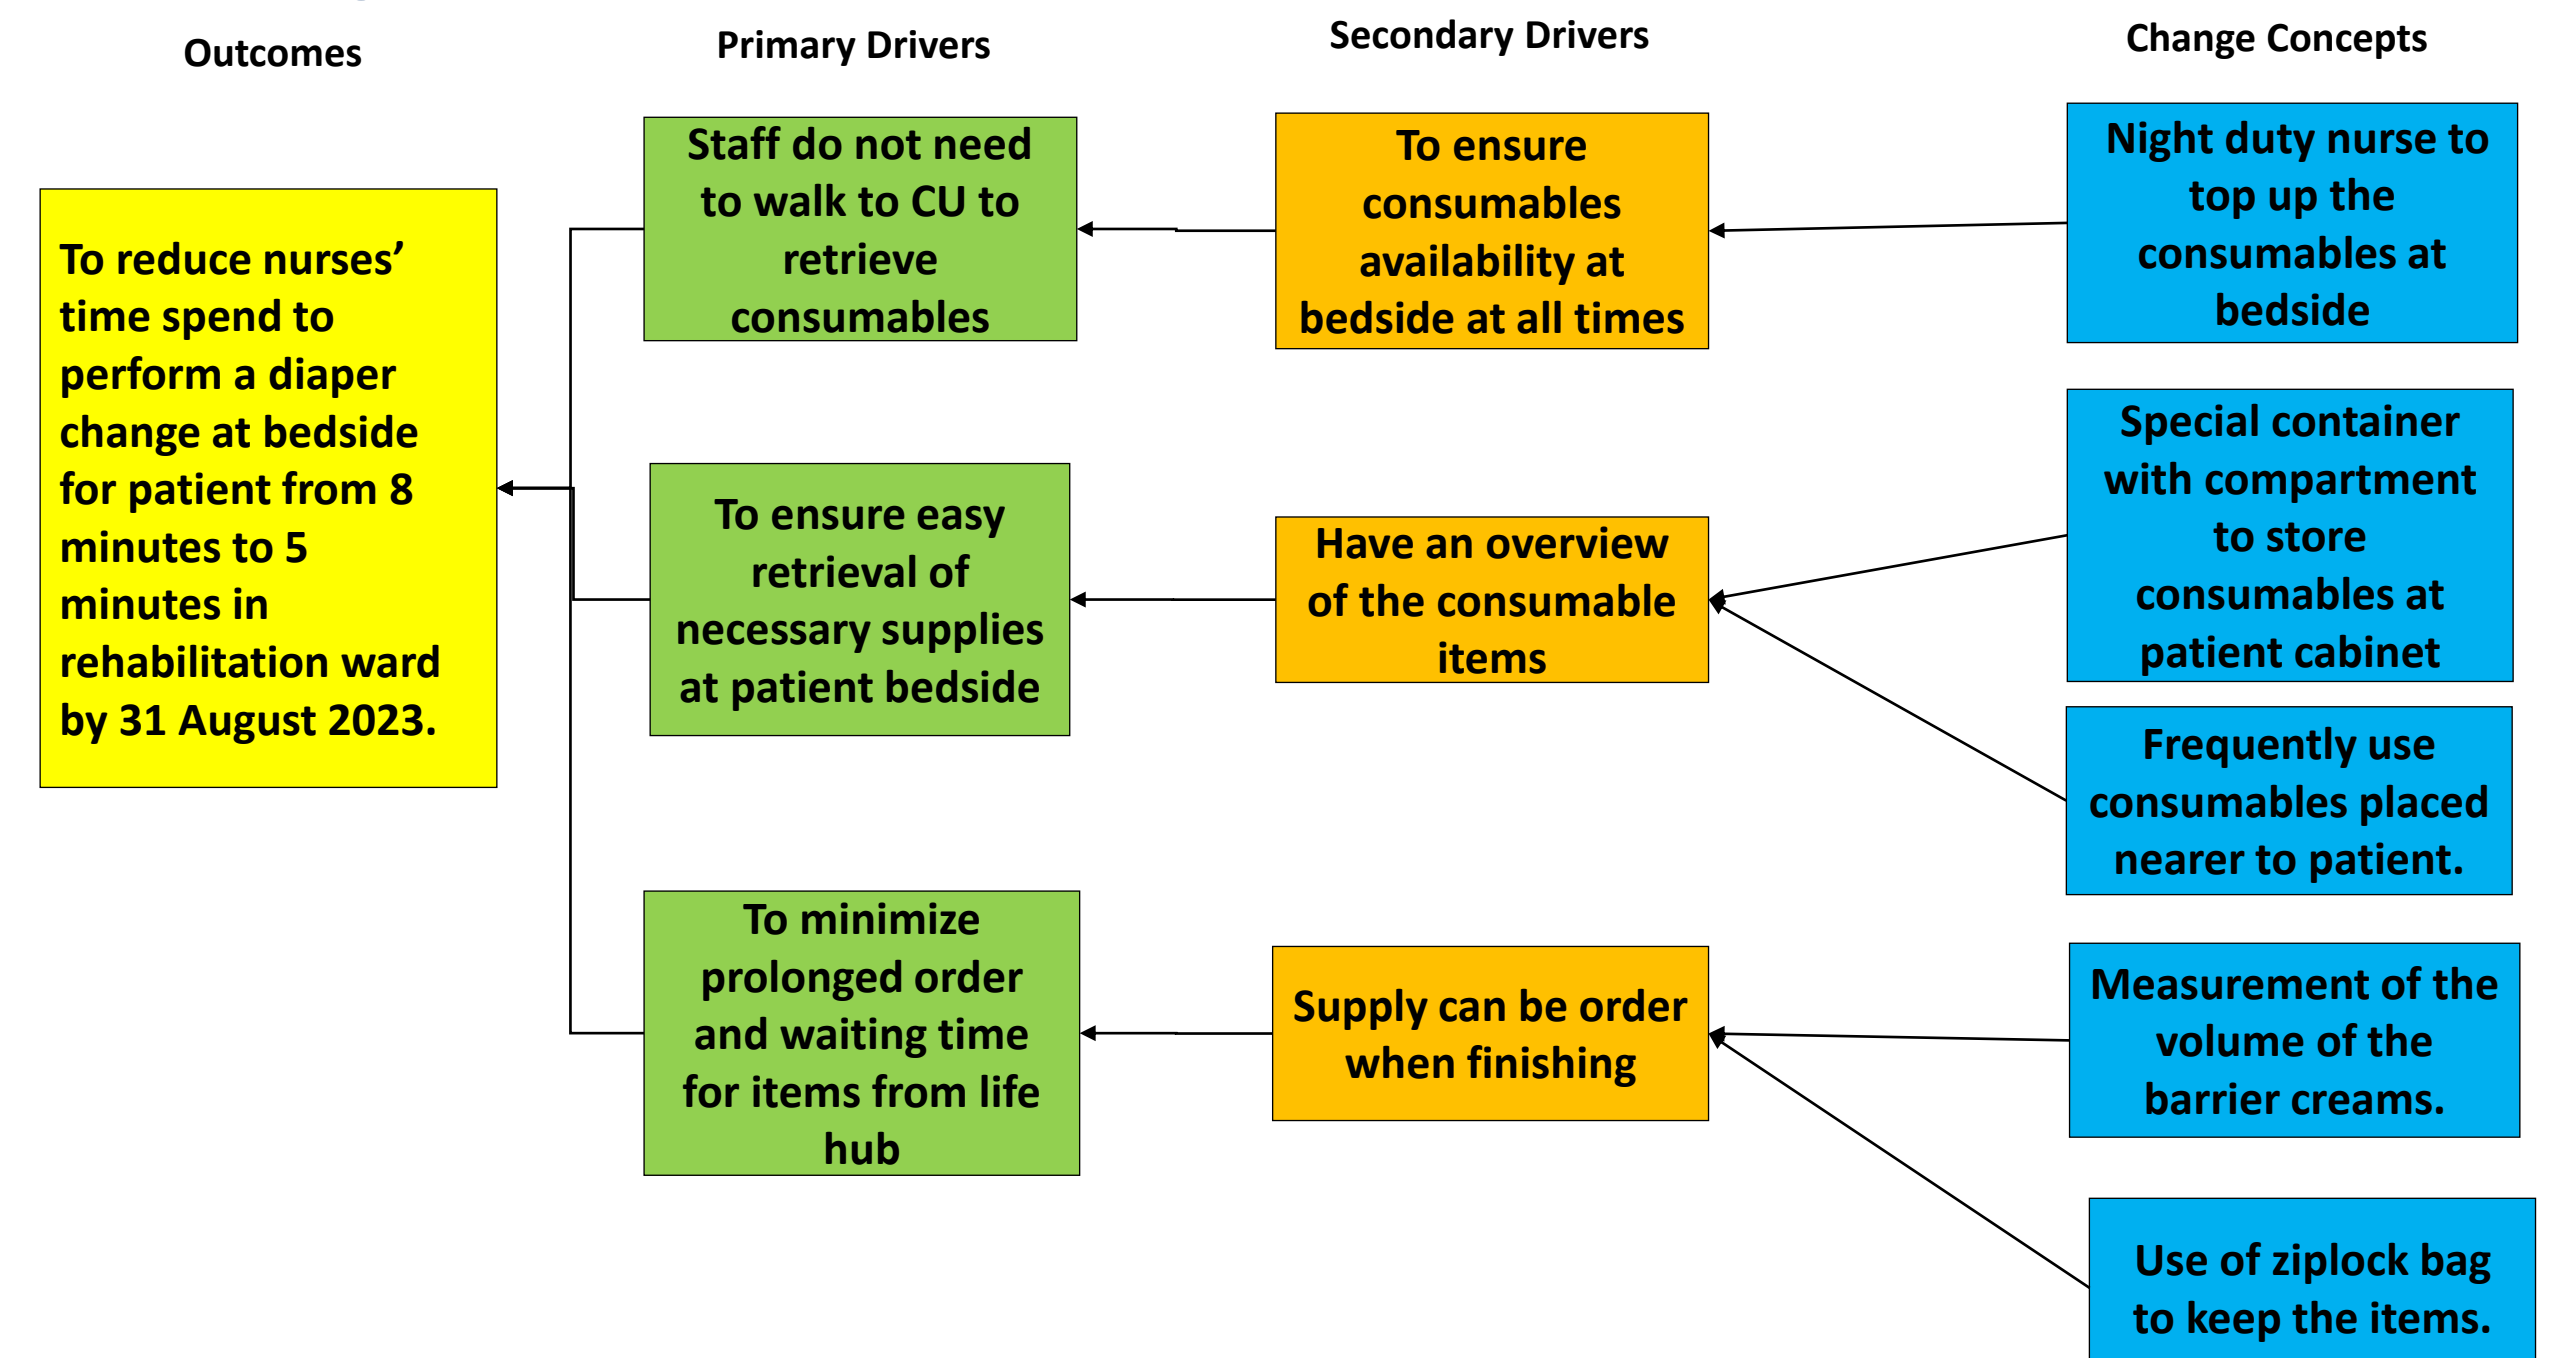 Outcomes
Primary Drivers
Secondary Drivers
Change Concepts
To reduce nurses’
time spend to
perform a diaper
change at bedside
for patient from 8
minutes to 5
minutes in
rehabilitation ward
by 31 August 2023.
Staff do not need
to walk to CU to
retrieve
consumables
To ensure easy
retrieval of
necessary supplies
at patient bedside
To minimize
prolonged order
and waiting time
for items from life
hub
To ensure
consumables
availability at
bedside at all times
Have an overview
of the consumable
items
Supply can be order
when finishing
Night duty nurse to
top up the
consumables at
bedside
Special container
with compartment
to store
consumables at
patient cabinet
Frequently use
consumables placed
nearer to patient.
Measurement of the
volume of the
barrier creams.
Use of ziplock bag
to keep the items.